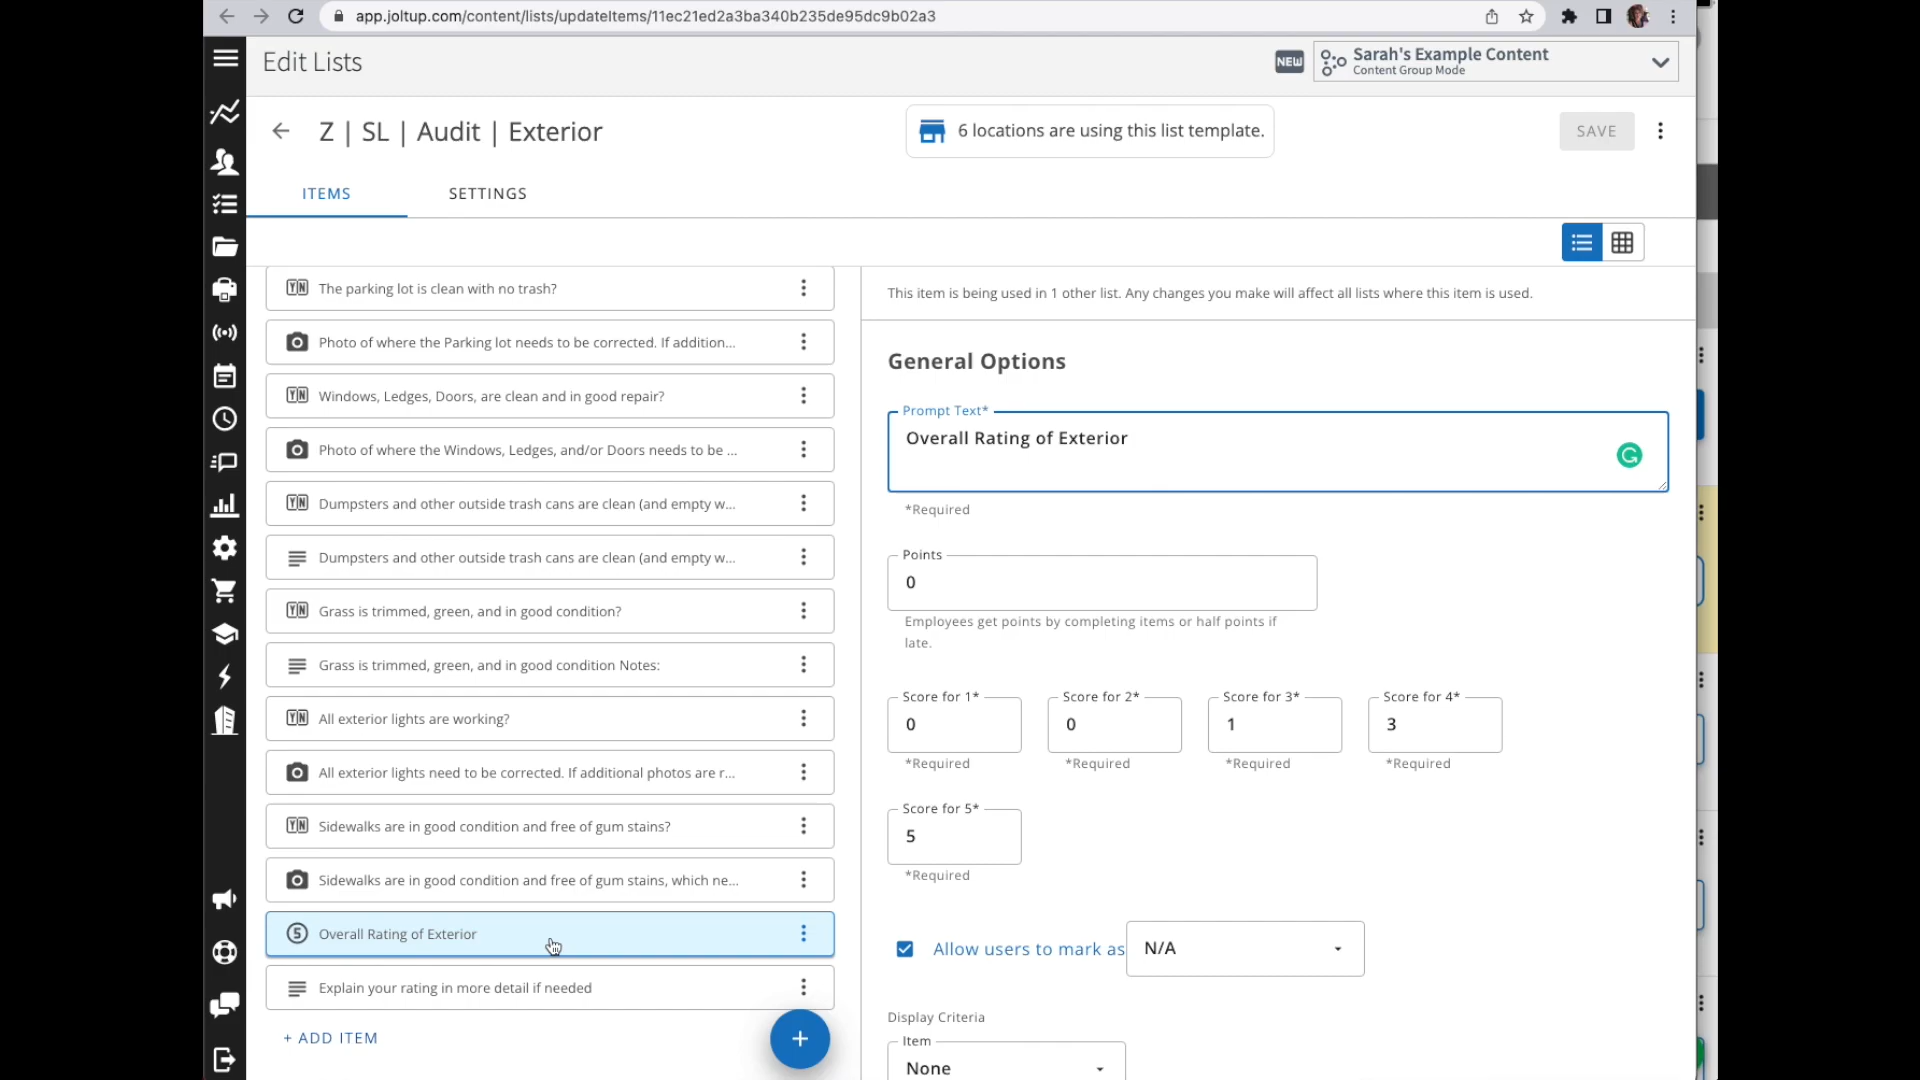 app.joltup.com/content/lists/updateItems/11ec21ed2a3ba340b235de95dc9b02a3
Edit Lists
NEW
Sarah's Example Content
Content Group Mode
Z | SL | Audit | Exterior
6 locations are using this list template.
SAVE
ITEMS
SETTINGS
YN The parking lot is clean with no trash?
Photo of where the Parking lot needs to be corrected. If addition...
YN Windows, Ledges, Doors, are clean and in good repair?
Photo of where the Windows, Ledges, and/or Doors needs to be ...
YN Dumpsters and other outside trash cans are clean (and empty w...
Dumpsters and other outside trash cans are clean (and empty w...
YN Grass is trimmed, green, and in good condition?
Grass is trimmed, green, and in good condition Notes:
YN All exterior lights are working?
All exterior lights need to be corrected. If additional photos are r...
YN Sidewalks are in good condition and free of gum stains?
Sidewalks are in good condition and free of gum stains, which ne...
5 Overall Rating of Exterior
Explain your rating in more detail if needed
+ ADD ITEM
This item is being used in 1 other list. Any changes you make will affect all lists where this item is used.
General Options
Prompt Text*
Overall Rating of Exterior
*Required
Points
0
Employees get points by completing items or half points if
late.
Score for 1* Score for 2* Score for 3* Score for 4*
0 0 1 3
*Required *Required *Required *Required
Score for 5*
5
*Required
Allow users to mark as N/A
Display Criteria
Item
None